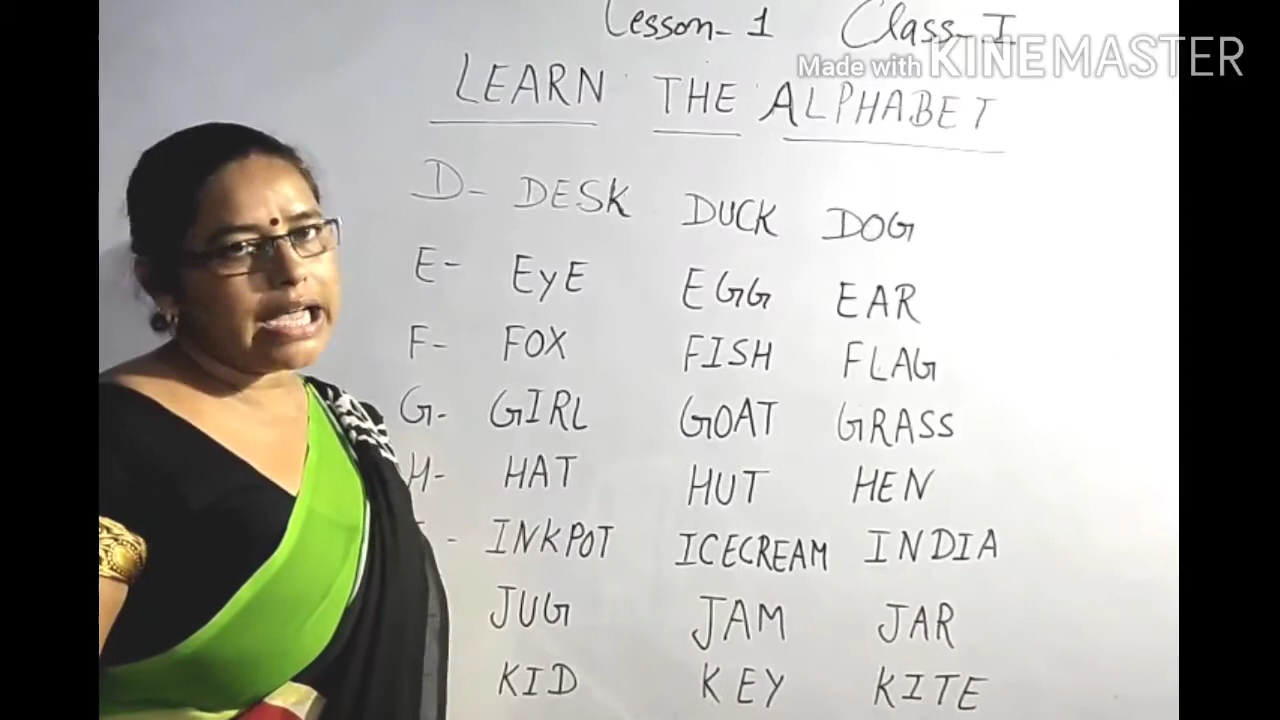 Lesson-1 Class-I
Made with KINEMASTER
LEARN THE ALPHABET
D- DESK DUCK DOG
E- EyE EGG EAR
F- FOX FISH FLAG
G- GIRL GOAT GRASS
H- HAT HUT HEN
- INKPOT ICECREAM INDIA
JUG JAM JAR
KID KEY KITE